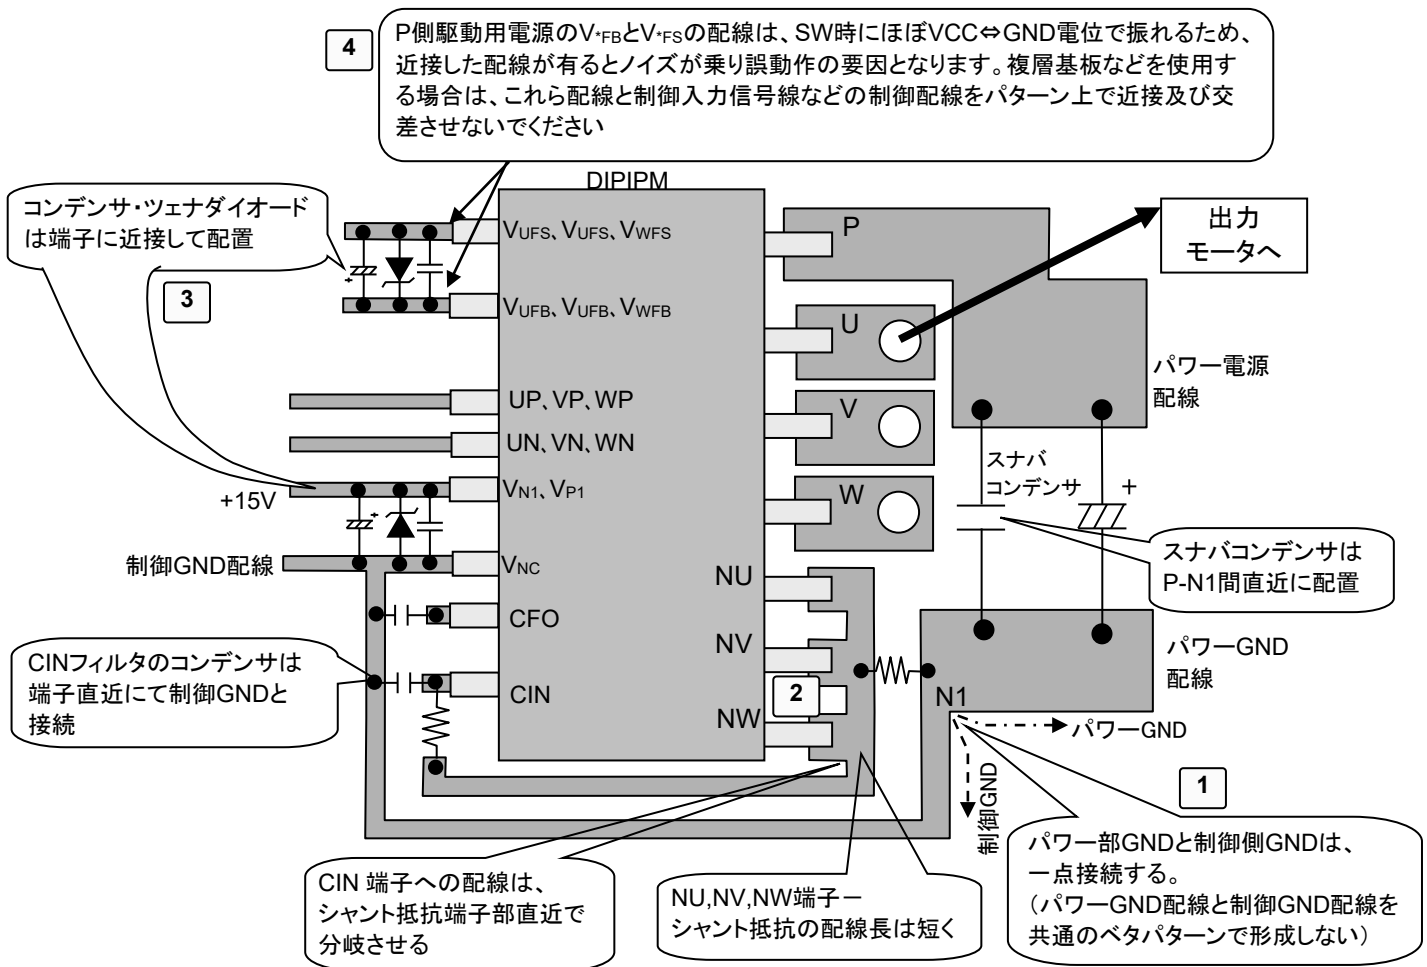 4
P側駆動用電源のV*FBとV*FSの配線は、SW時にほぼVCC⇔GND電位で振れるため、
近接した配線が有るとノイズが乗り誤動作の要因となります。複層基板などを使用す
る場合は、これら配線と制御入力信号線などの制御配線をパターン上で近接及び交
差させないでください
DIPIPM
コンデンサ・ツェナダイオード
は端子に近接して配置
3
VUFS、VUFS、VWFS
VUFB、VUFB、VWFB
UP、VP、WP
UN、VN、WN
VN1、VP1
+15V
制御GND配線
VNC
CFO
CIN
CINフィルタのコンデンサは
端子直近にて制御GNDと
接続
P
U
V
W
NU
NV
NW
2
出力
モータへ
パワー電源
配線
スナバ
コンデンサ
+
スナバコンデンサは
P-N1間直近に配置
パワーGND
配線
N1
パワーGND
制御GND
1
パワー部GNDと制御側GNDは、
一点接続する。
（パワーGND配線と制御GND配線を
共通のベタパターンで形成しない）
CIN 端子への配線は、
シャント抵抗端子部直近で
分岐させる
NU,NV,NW端子－
シャント抵抗の配線長は短く